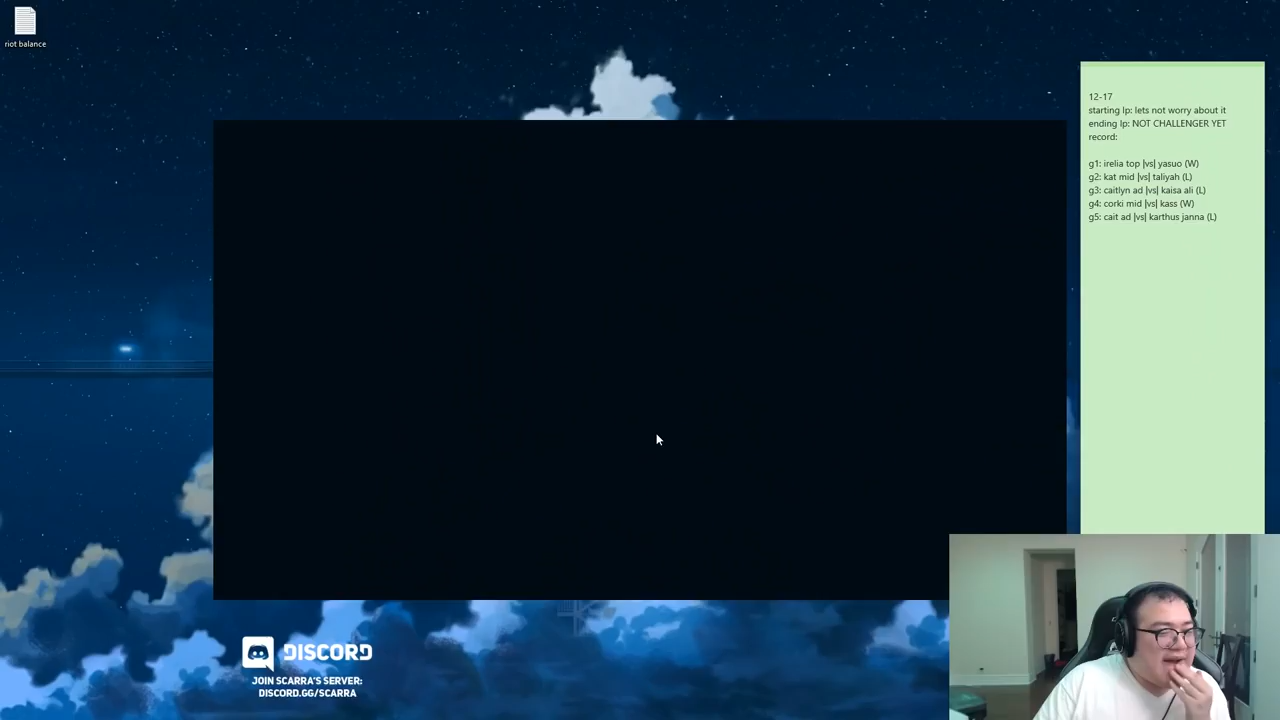 riot balance
12-17
starting lp: lets not worry about it
ending lp: NOT CHALLENGER YET
record:
g1: irelia top |vs| yasuo (W)
g2: kat mid |vs| taliyah (L)
g3: caitlyn ad |vs| kaisa ali (L)
g4: corki mid |vs| kass (W)
g5: cait ad |vs| karthus janna (L)
DISCORD
JOIN SCARRA'S SERVER:
DISCORD.GG/SCARRA